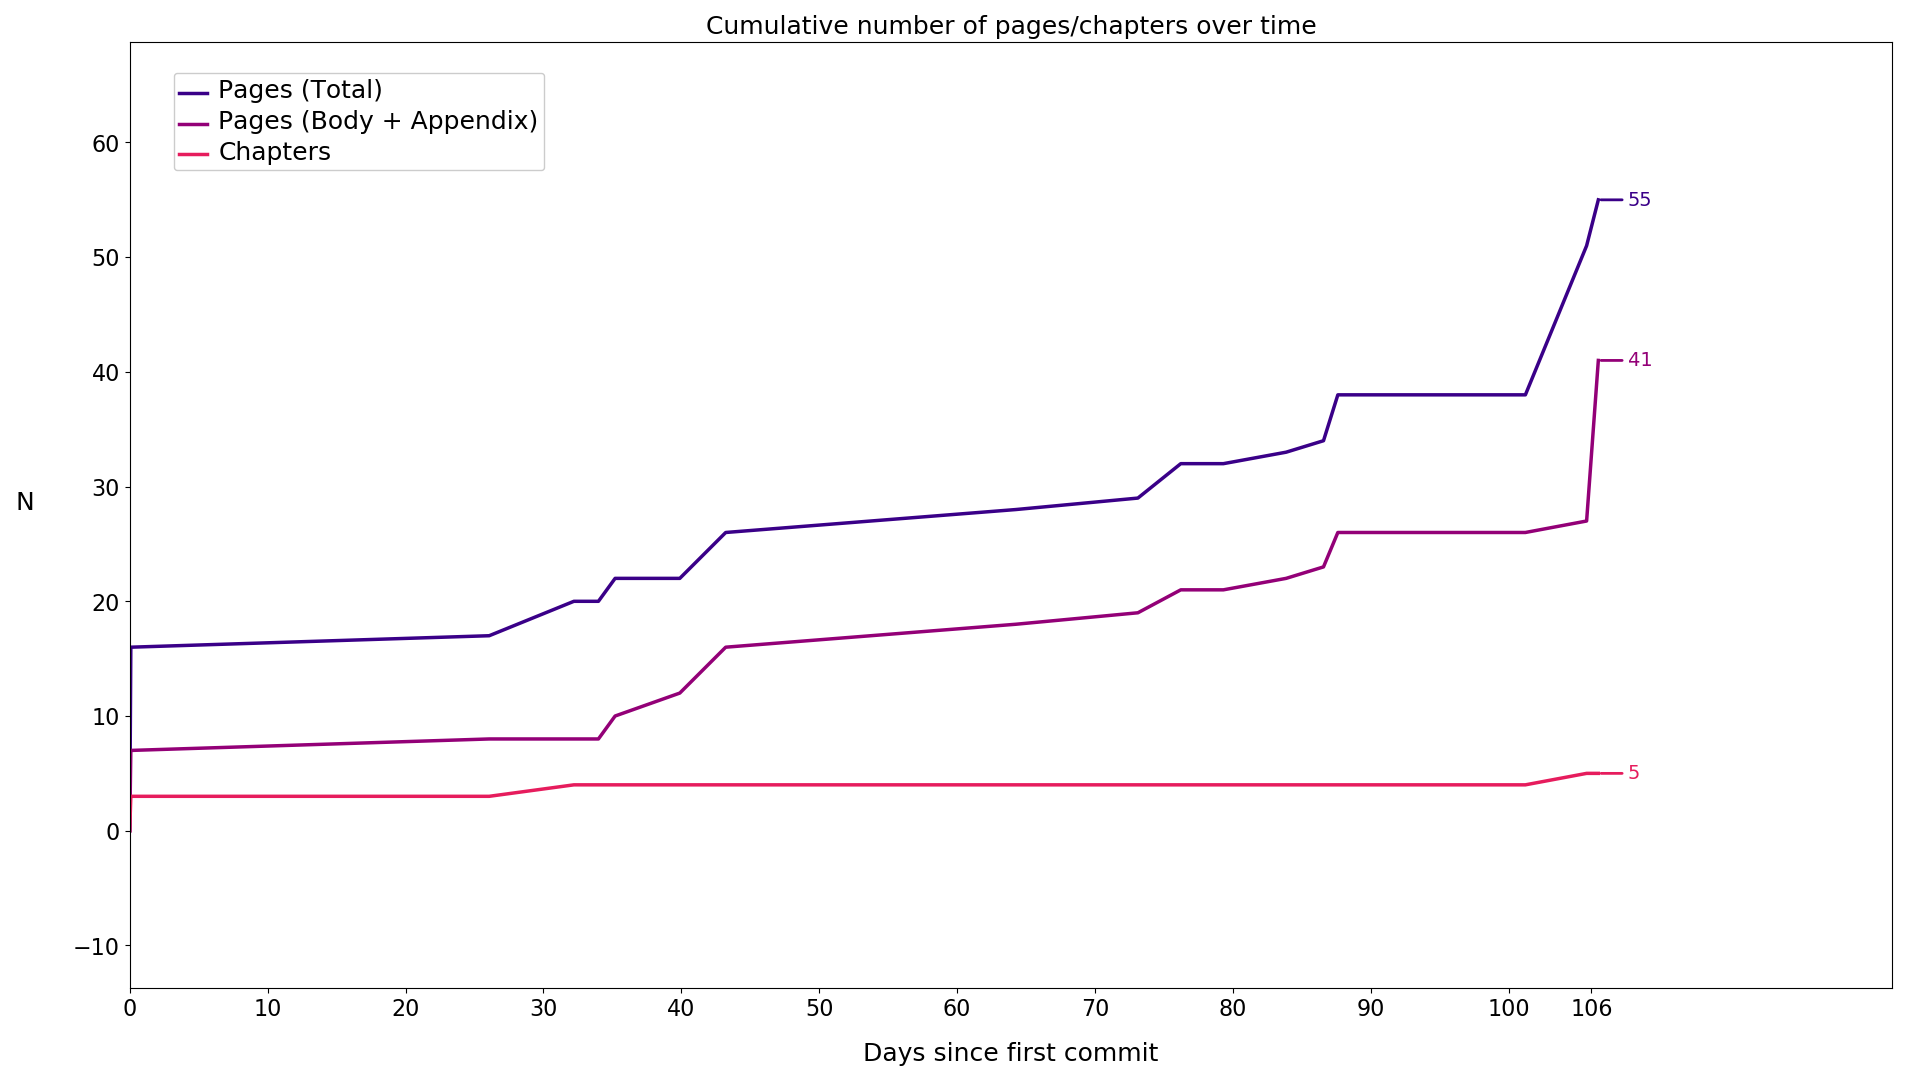 Cumulative number of pages/chapters over time
Pages (Total)
Pages (Body + Appendix)
Chapters
60
50
40
30
20
10
0
−10
N
55
41
5
0 10 20 30 40 50 60 70 80 90 100 106
Days since first commit